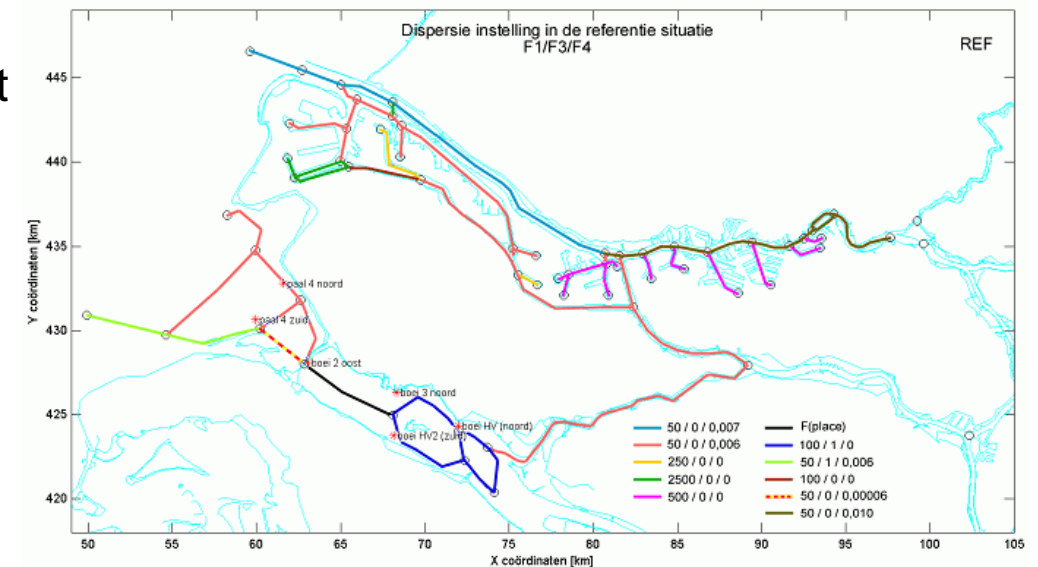 t
Dispersie instelling in de referentie situatie
F1/F3/F4
REF
Y coördinaten [km]
445
440
435
430
425
420
paal 4 noord
paal 4 zuid
boei 2 oost
boei 3 noord
boei HV (noord)
boei HV2 (zuid)
50 / 0 / 0,007
50 / 0 / 0,006
250 / 0 / 0
2500 / 0 / 0
500 / 0 / 0
F(place)
100 / 1 / 0
50 / 1 / 0,006
100 / 0 / 0
50 / 0 / 0,00006
50 / 0 / 0,010
50 55 60 65 70 75 80 85 90 95 100 105
X coördinaten [km]